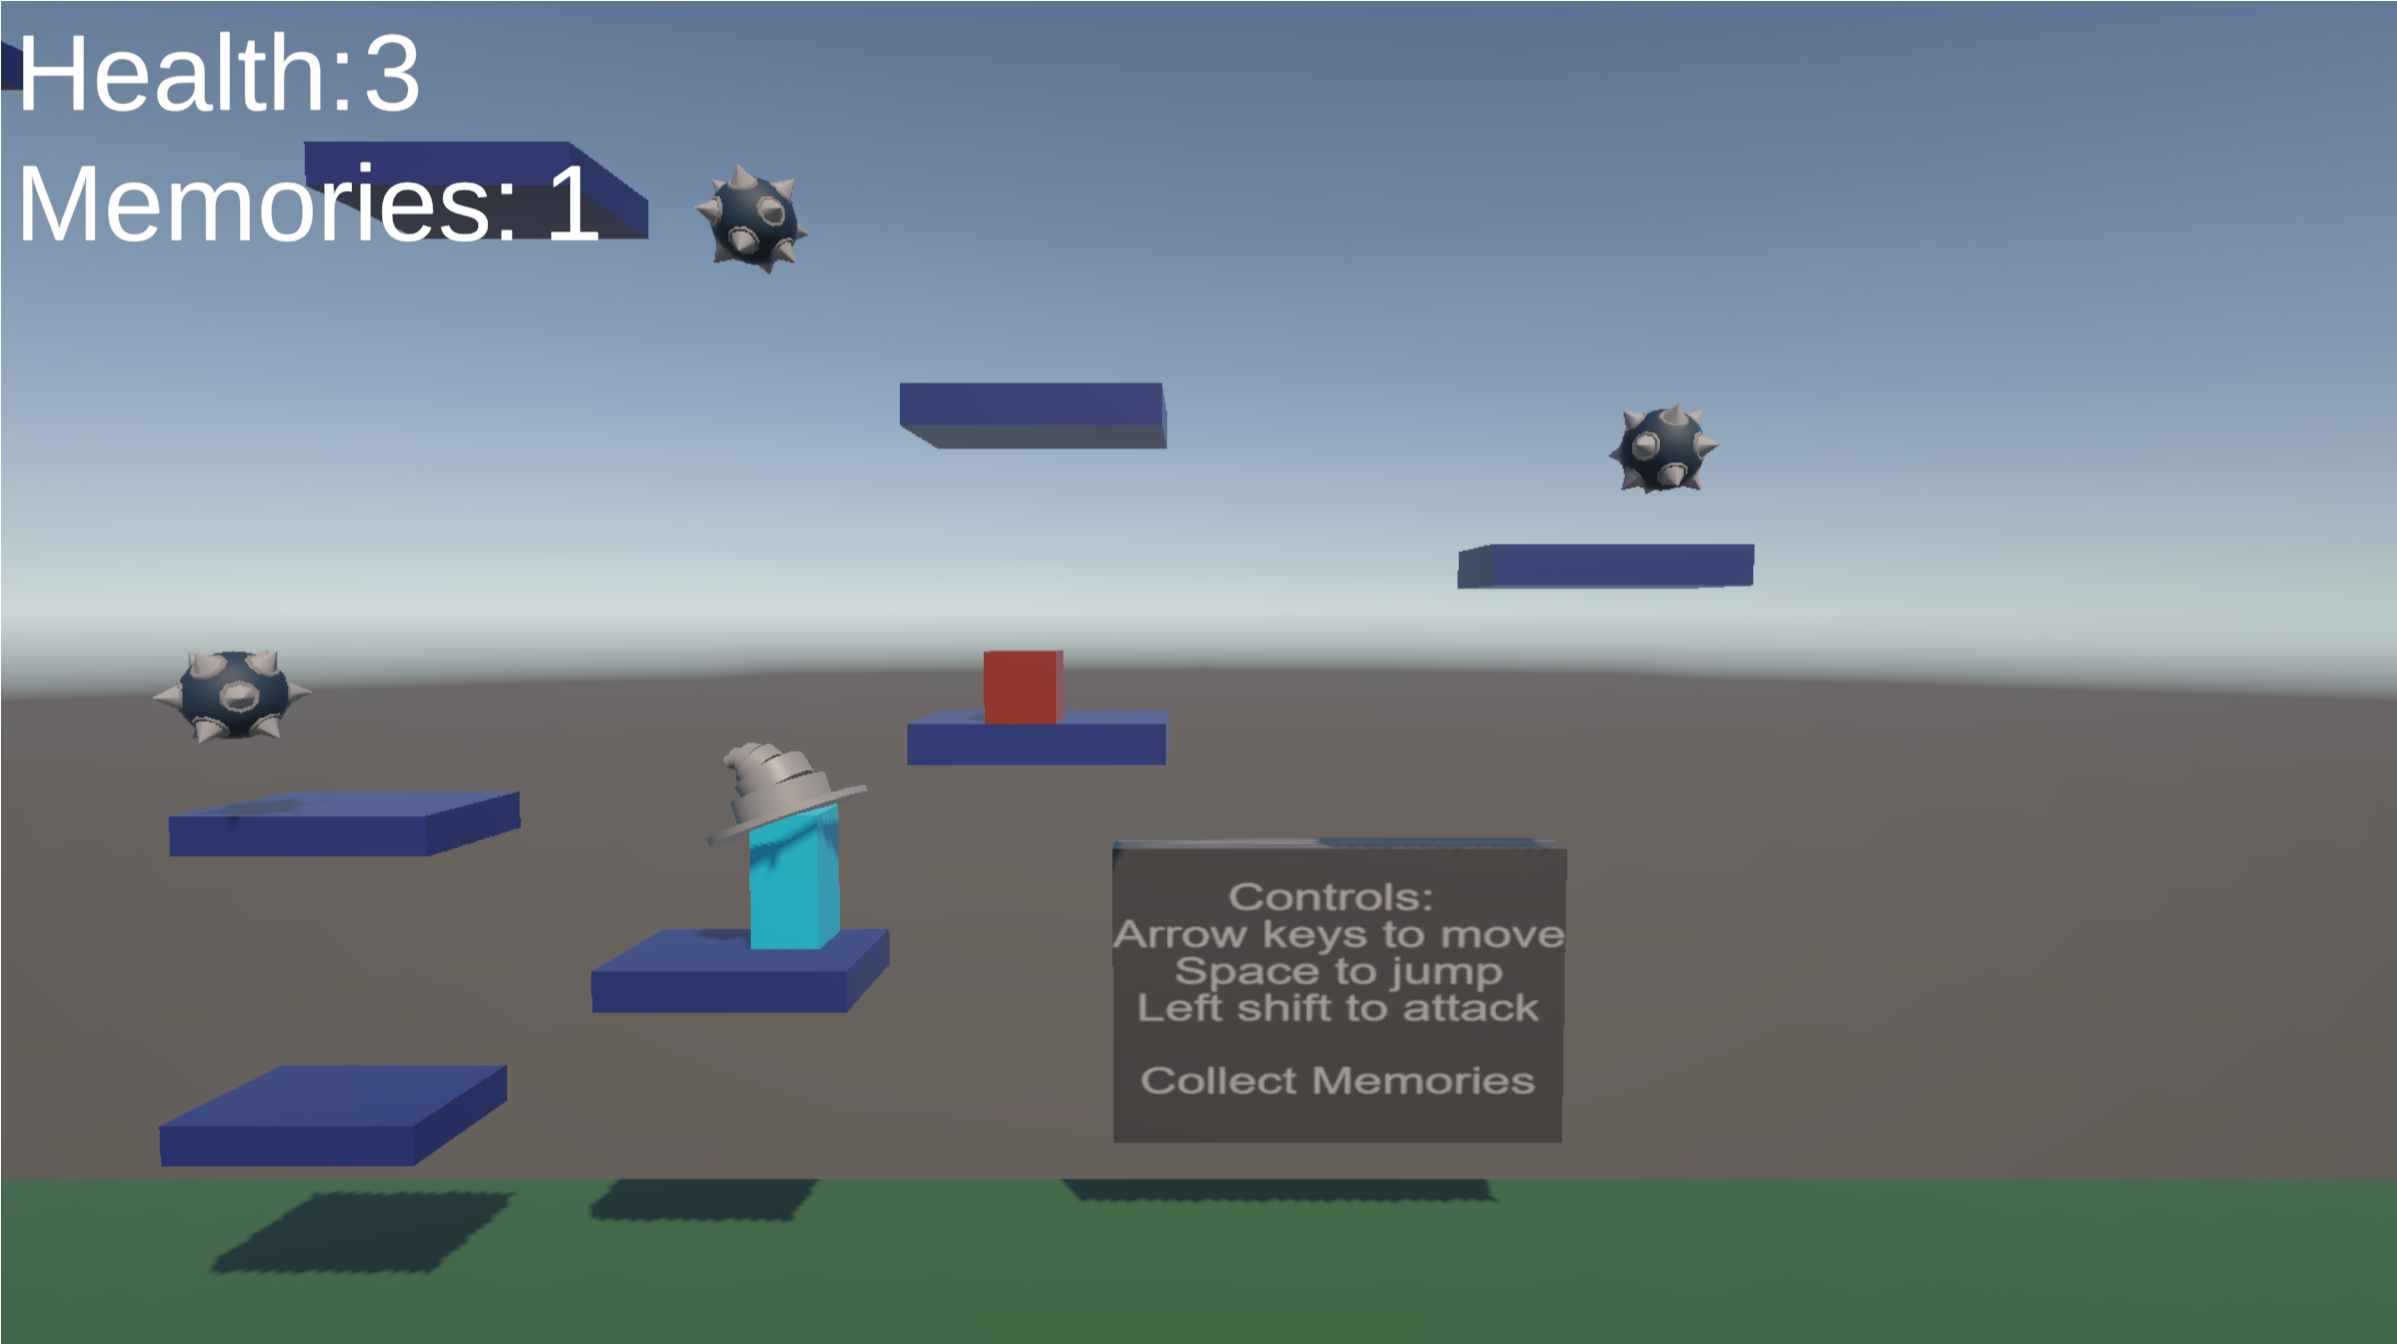 Health:3
Memories: 1
Controls:
Arrow keys to move
Space to jump
Left shift to attack
Collect Memories